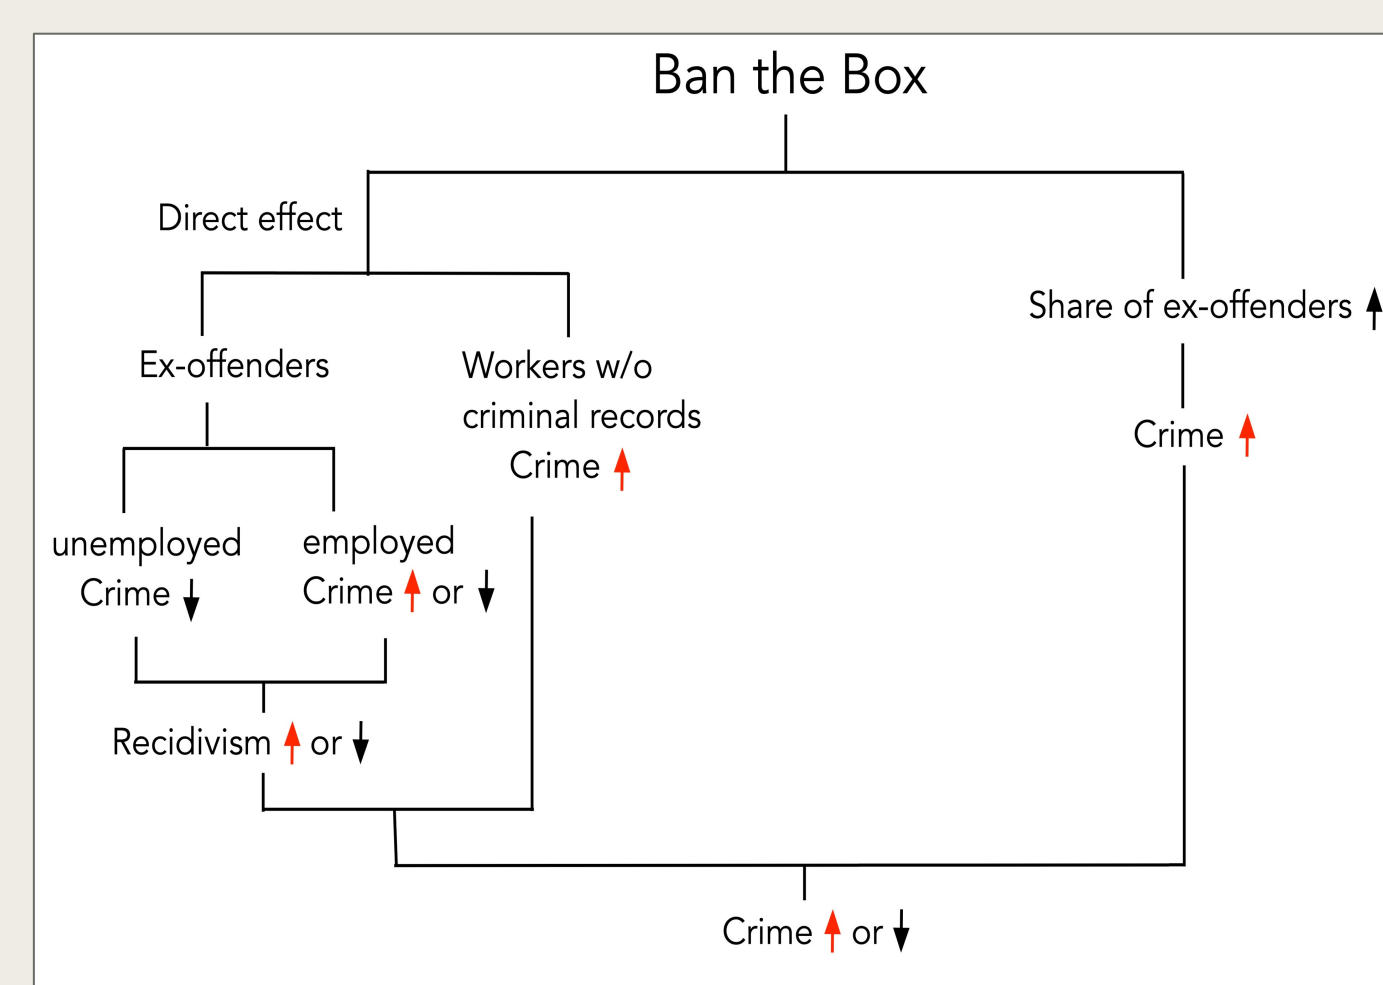 Ban the Box
Direct effect
Share of ex-offenders
Ex-offenders
Workers w/o
criminal records
Crime
Crime
unemployed
Crime
employed
Crime or
Recidivism or
Crime or